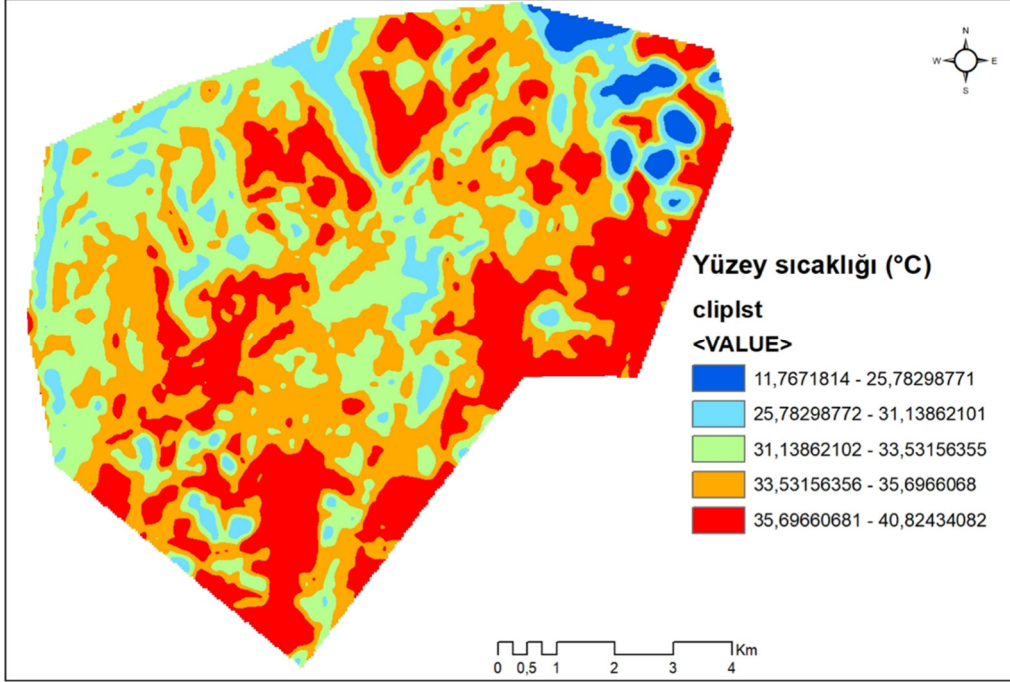 N
W E
S
Yüzey sıcaklığı (°C)
cliplst
<VALUE>
11,7671814 - 25,78298771
25,78298772 - 31,13862101
31,13862102 - 33,53156355
33,53156356 - 35,6966068
35,69660681 - 40,82434082
Km
0 0,5 1 2 3 4